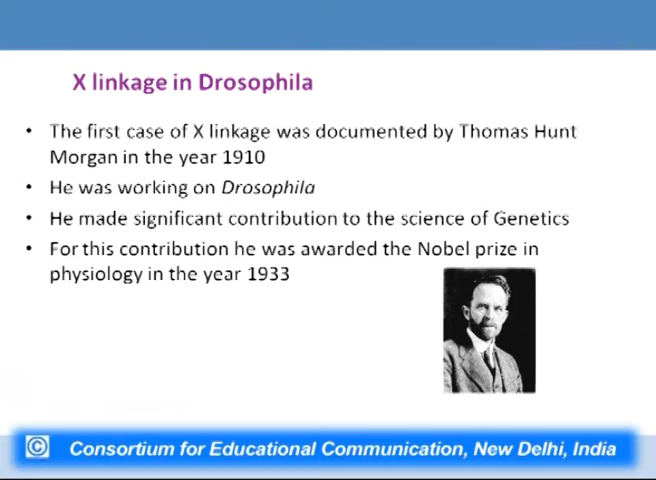 X linkage in Drosophila
• The first case of X linkage was documented by Thomas Hunt
Morgan in the year 1910
• He was working on Drosophila
• He made significant contribution to the science of Genetics
• For this contribution he was awarded the Nobel prize in
physiology in the year 1933
© Consortium for Educational Communication, New Delhi, India